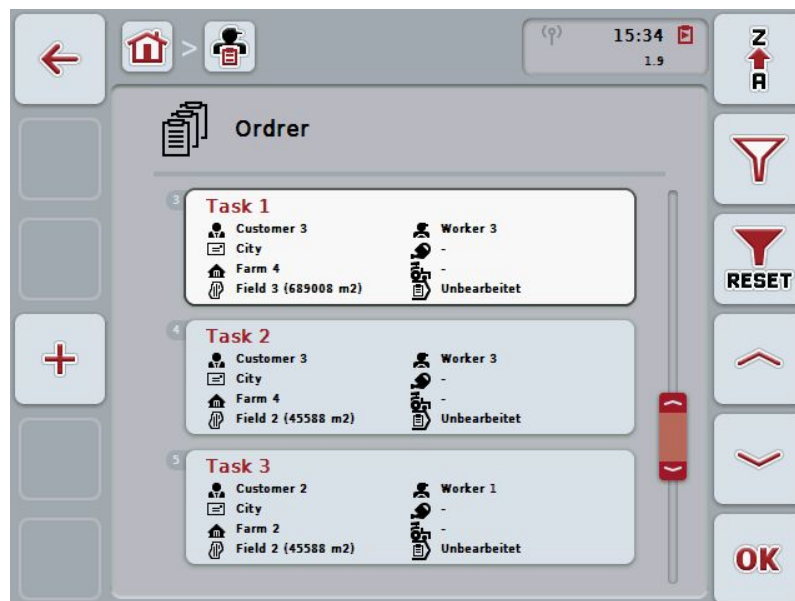 15:34
1.9
Z
A
Ordrer
3
Task 1
Customer 3 Worker 3
City -
Farm 4 -
Field 3 (689008 m2) Unbearbeitet
RESET
4
Task 2
Customer 3 Worker 3
City -
Farm 4 -
Field 2 (45588 m2) Unbearbeitet
5
Task 3
Customer 2 Worker 1
City -
Farm 2 -
Field 2 (45588 m2) Unbearbeitet
OK